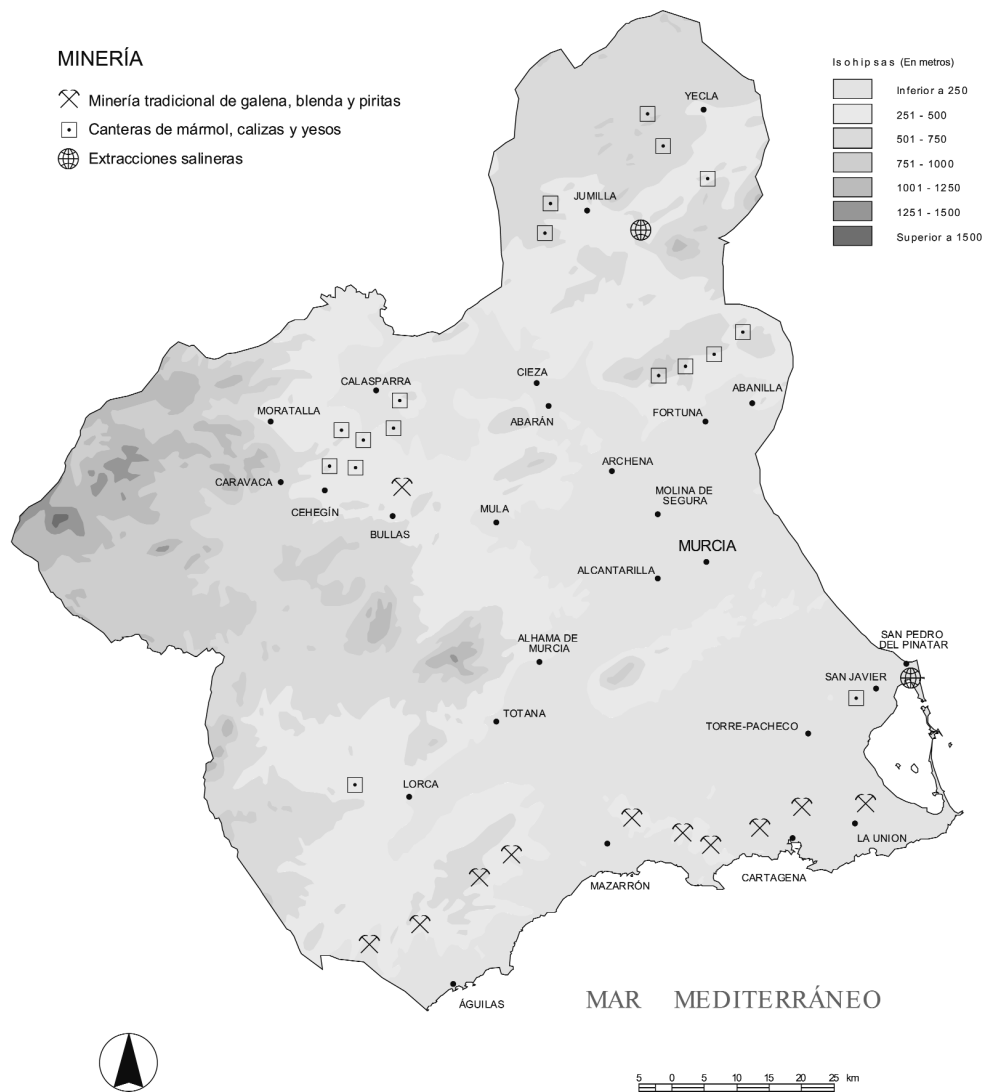 MINERÍA
Minería tradicional de galena, blenda y piritas
Canteras de mármol, calizas y yesos
Extracciones salineras
Isohipsas (En metros)
Inferior a 250
251 - 500
501 - 750
751 - 1000
1001 - 1250
1251 - 1500
Superior a 1500
YECLA
JUMILLA
CIEZA
CALASPARRA
ABANILLA
MORATALLA
FORTUNA
ABARÁN
ARCHENA
CARAVACA
MOLINA DE
SEGURA
CEHEGÍN
MULA
BULLAS
MURCIA
ALCANTARILLA
SAN PEDRO
DEL PINATAR
ALHAMA DE
MURCIA
SAN JAVIER
TOTANA
TORRE-PACHECO
LORCA
LA UNION
CARTAGENA
MAZARRÓN
ÁGUILAS
MAR MEDITERRÁNEO
5 0 5 10 15 20 25 km